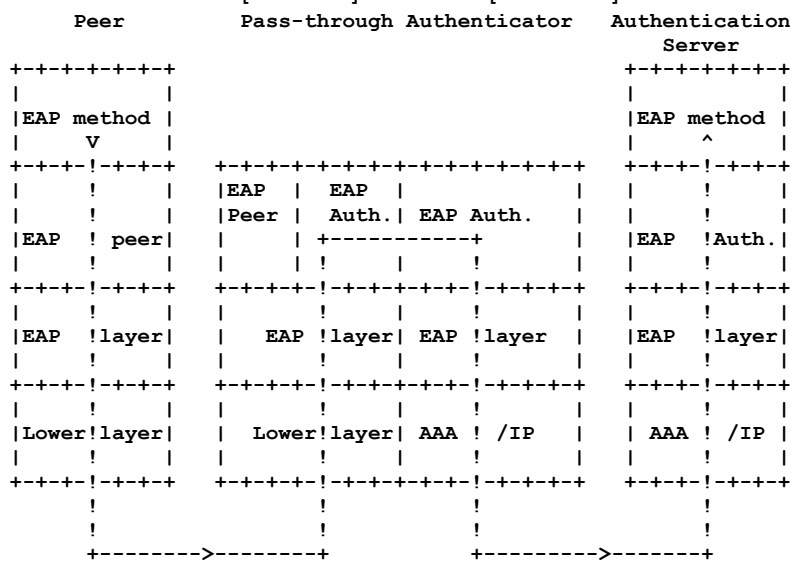 Peer         Pass-through Authenticator   Authentication
                                              Server
+-+-+-+-+-+-+                                   +-+-+-+-+-+-+
|           |                                   |           |
|EAP method |                                   |EAP method |
|     V     |                                   |     ^     |
+-+-+-!-+-+-+   +-+-+-+-+-+-+-+-+-+-+-+-+-+-+   +-+-+-!-+-+-+
|     !     |   |EAP  |  EAP  |             |   |     !     |
|     !     |   |Peer |  Auth.| EAP Auth.   |   |     !     |
|EAP  ! peer|   |     | +-----------+       |   |EAP  !Auth.|
|     !     |   |     | !     |     !       |   |     !     |
+-+-+-!-+-+-+   +-+-+-+-!-+-+-+-+-+-!-+-+-+-+   +-+-+-!-+-+-+
|     !     |   |       !     |     !       |   |     !     |
|EAP  !layer|   |   EAP !layer| EAP !layer  |   |EAP  !layer|
|     !     |   |       !     |     !       |   |     !     |
+-+-+-!-+-+-+   +-+-+-+-!-+-+-+-+-+-!-+-+-+-+   +-+-+-!-+-+-+
|     !     |   |       !     |     !       |   |     !     |
|Lower!layer|   |  Lower!layer| AAA ! /IP   |   | AAA ! /IP |
|     !     |   |       !     |     !       |   |     !     |
+-+-+-!-+-+-+   +-+-+-+-!-+-+-+-+-+-!-+-+-+-+   +-+-+-!-+-+-+
      !                 !           !                 !
      !                 !           !                 !
      +-------->--------+           +--------->-------+